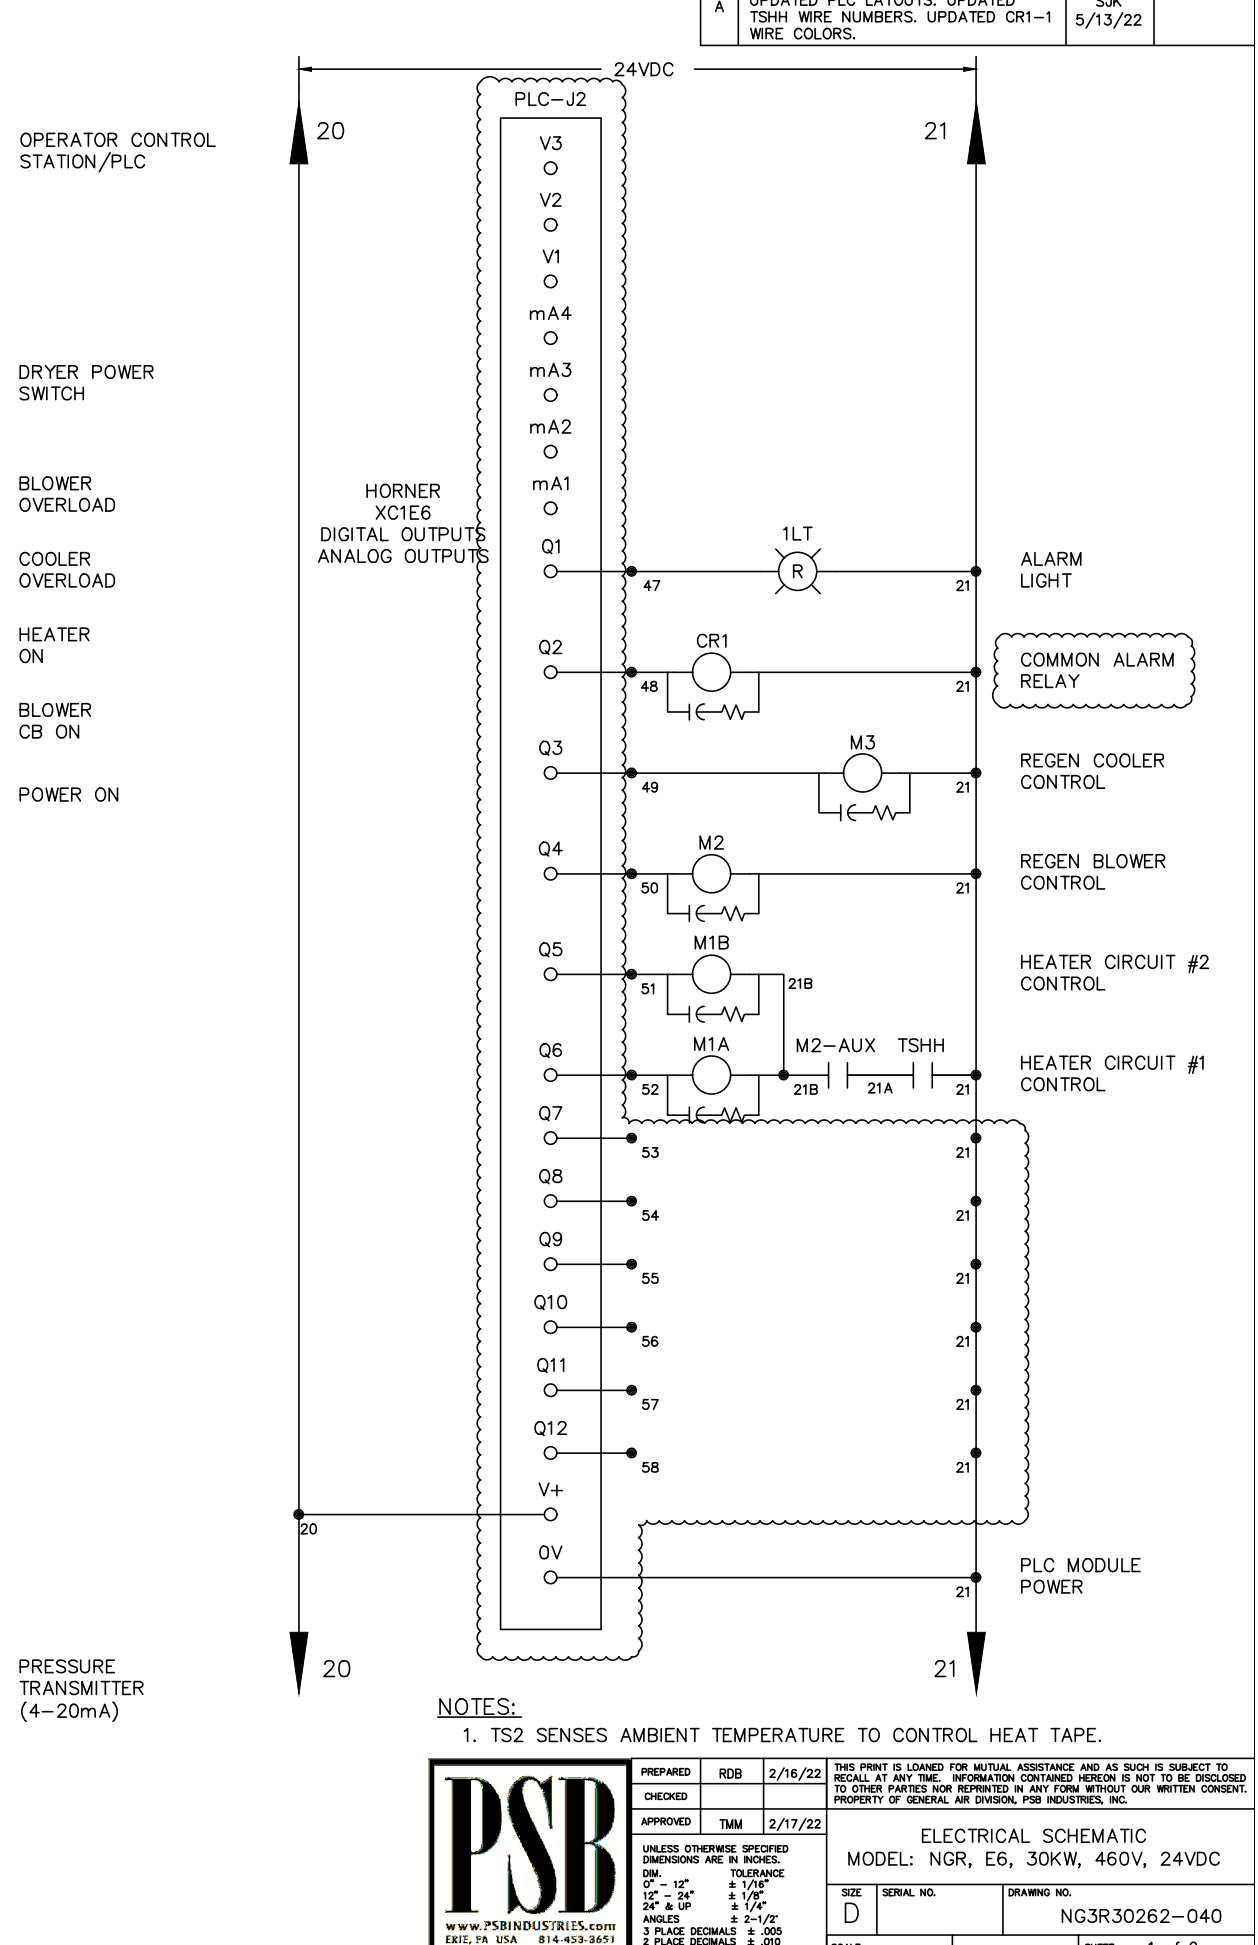 A
UPDATED PLC LAYOUTS. UPDATED
TSHH WIRE NUMBERS. UPDATED CR1-1
WIRE COLORS.
SJK
5/13/22
24VDC
PLC-J2
20
21
OPERATOR CONTROL
STATION/PLC
V3
V2
V1
mA4
DRYER POWER
SWITCH
mA3
mA2
BLOWER
OVERLOAD
mA1
HORNER
XC1E6
DIGITAL OUTPUTS
ANALOG OUTPUTS
COOLER
OVERLOAD
Q1
47
1LT
R
21
ALARM
LIGHT
HEATER
ON
Q2
48
CR1
21
COMMON ALARM
RELAY
BLOWER
CB ON
Q3
49
M3
21
REGEN COOLER
CONTROL
POWER ON
Q4
50
M2
21
REGEN BLOWER
CONTROL
Q5
51
M1B
21B
HEATER CIRCUIT #2
CONTROL
Q6
52
M1A
21B
M2-AUX
21A
TSHH
21
HEATER CIRCUIT #1
CONTROL
Q7
53
21
Q8
54
21
Q9
55
21
Q10
56
21
Q11
57
21
Q12
58
21
V+
20
0V
21
PLC MODULE
POWER
20
21
PRESSURE
TRANSMITTER
(4-20mA)
NOTES:
1. TS2 SENSES AMBIENT TEMPERATURE TO CONTROL HEAT TAPE.
PSB
www.PSBINDUSTRIES.com
ERIE, PA USA 814-453-3651
PREPARED RDB 2/16/22
CHECKED
APPROVED TMM 2/17/22
UNLESS OTHERWISE SPECIFIED
DIMENSIONS ARE IN INCHES.
DIM. TOLERANCE
0" - 12" ± 1/16"
12" - 24" ± 1/8"
24" & UP ± 1/4"
ANGLES ± 2-1/2°
3 PLACE DECIMALS ± .005
2 PLACE DECIMALS ± .010
THIS PRINT IS LOANED FOR MUTUAL ASSISTANCE AND AS SUCH IS SUBJECT TO
RECALL AT ANY TIME. INFORMATION CONTAINED HEREON IS NOT TO BE DISCLOSED
TO OTHER PARTIES NOR REPRINTED IN ANY FORM WITHOUT OUR WRITTEN CONSENT.
PROPERTY OF GENERAL AIR DIVISION, PSB INDUSTRIES, INC.
ELECTRICAL SCHEMATIC
MODEL: NGR, E6, 30KW, 460V, 24VDC
SIZE
D
SERIAL NO.
DRAWING NO.
NG3R30262-040